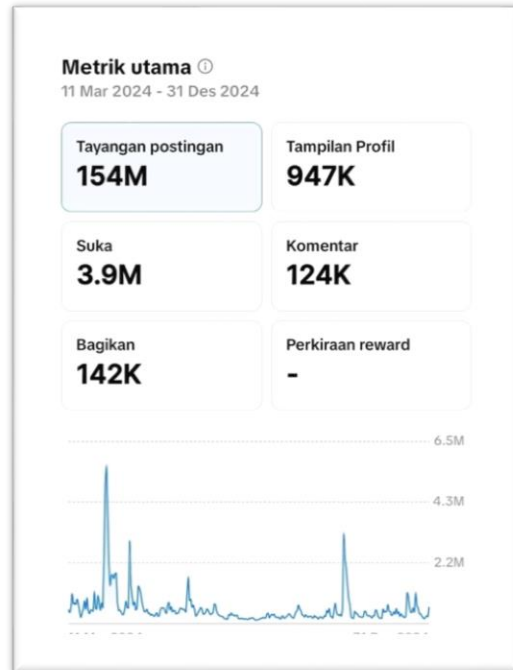 Metrik utama
11 Mar 2024 - 31 Des 2024
Tayangan postingan
154M
Tampilan Profil
947K
Suka
3.9M
Komentar
124K
Bagikan
142K
Perkiraan reward
-
6.5M
4.3M
2.2M